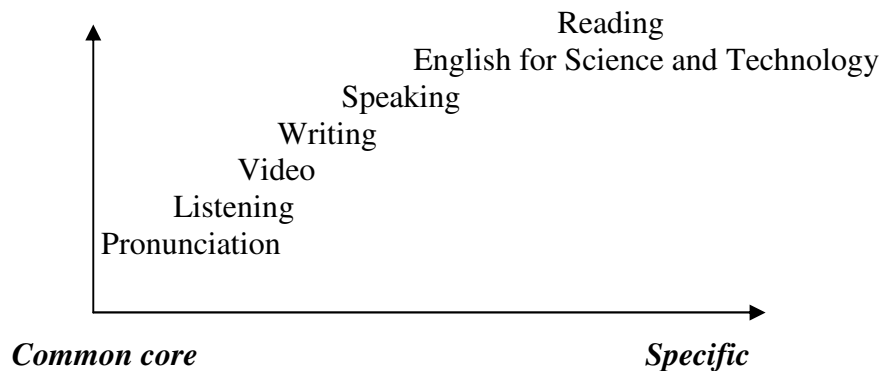 Reading
English for Science and Technology
Speaking
Writing
Video
Listening
Pronunciation
Common core Specific